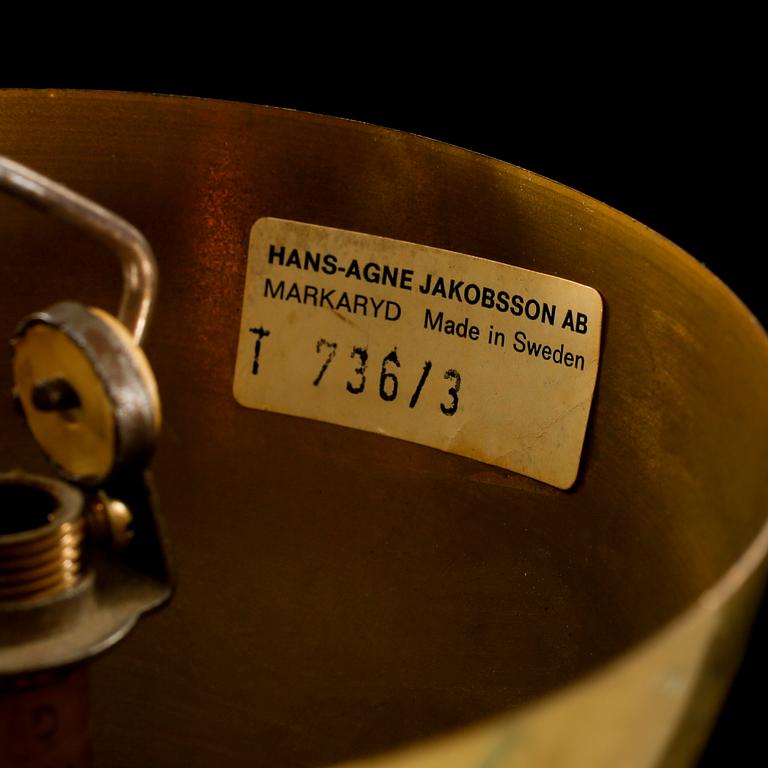 HANS-AGNE JAKOBSSON AB
MARKARYD Made in Sweden
T 736/3